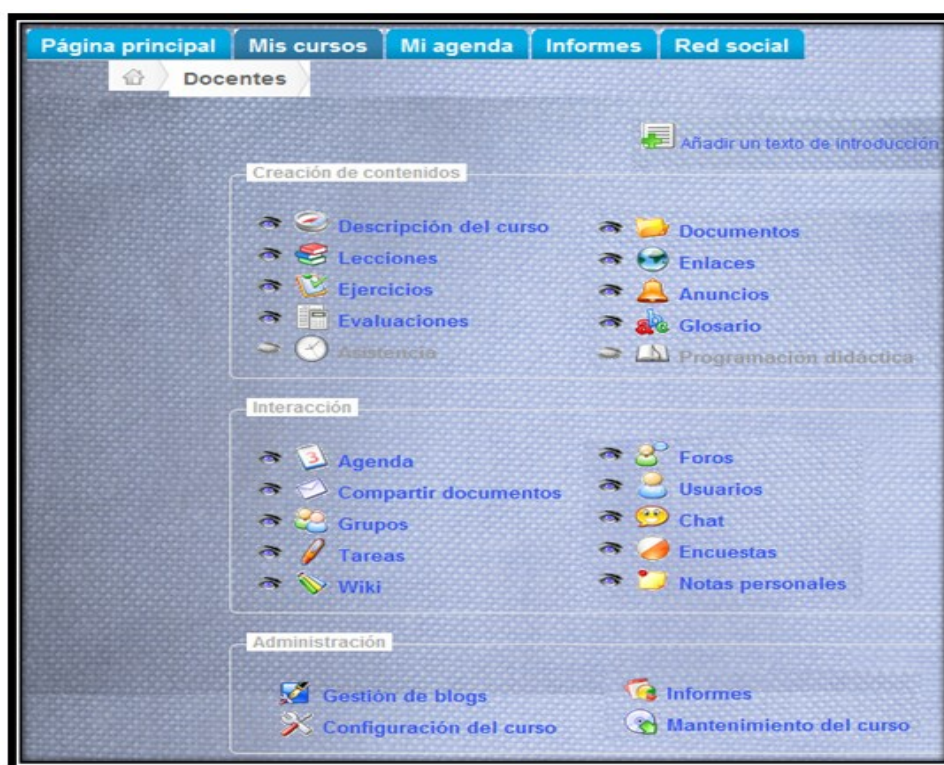 Página principal Mis cursos Mi agenda Informes Red social
Docentes
Añadir un texto de introducción
Creación de contenidos
Descripción del curso Documentos
Lecciones Enlaces
Ejercicios Anuncios
Evaluaciones Glosario
Asistencia Programación didáctica
Interacción
3 Agenda Foros
Compartir documentos Usuarios
Grupos Chat
Tareas Encuestas
Wiki Notas personales
Administración
Gestión de blogs Informes
Configuración del curso Mantenimiento del curso